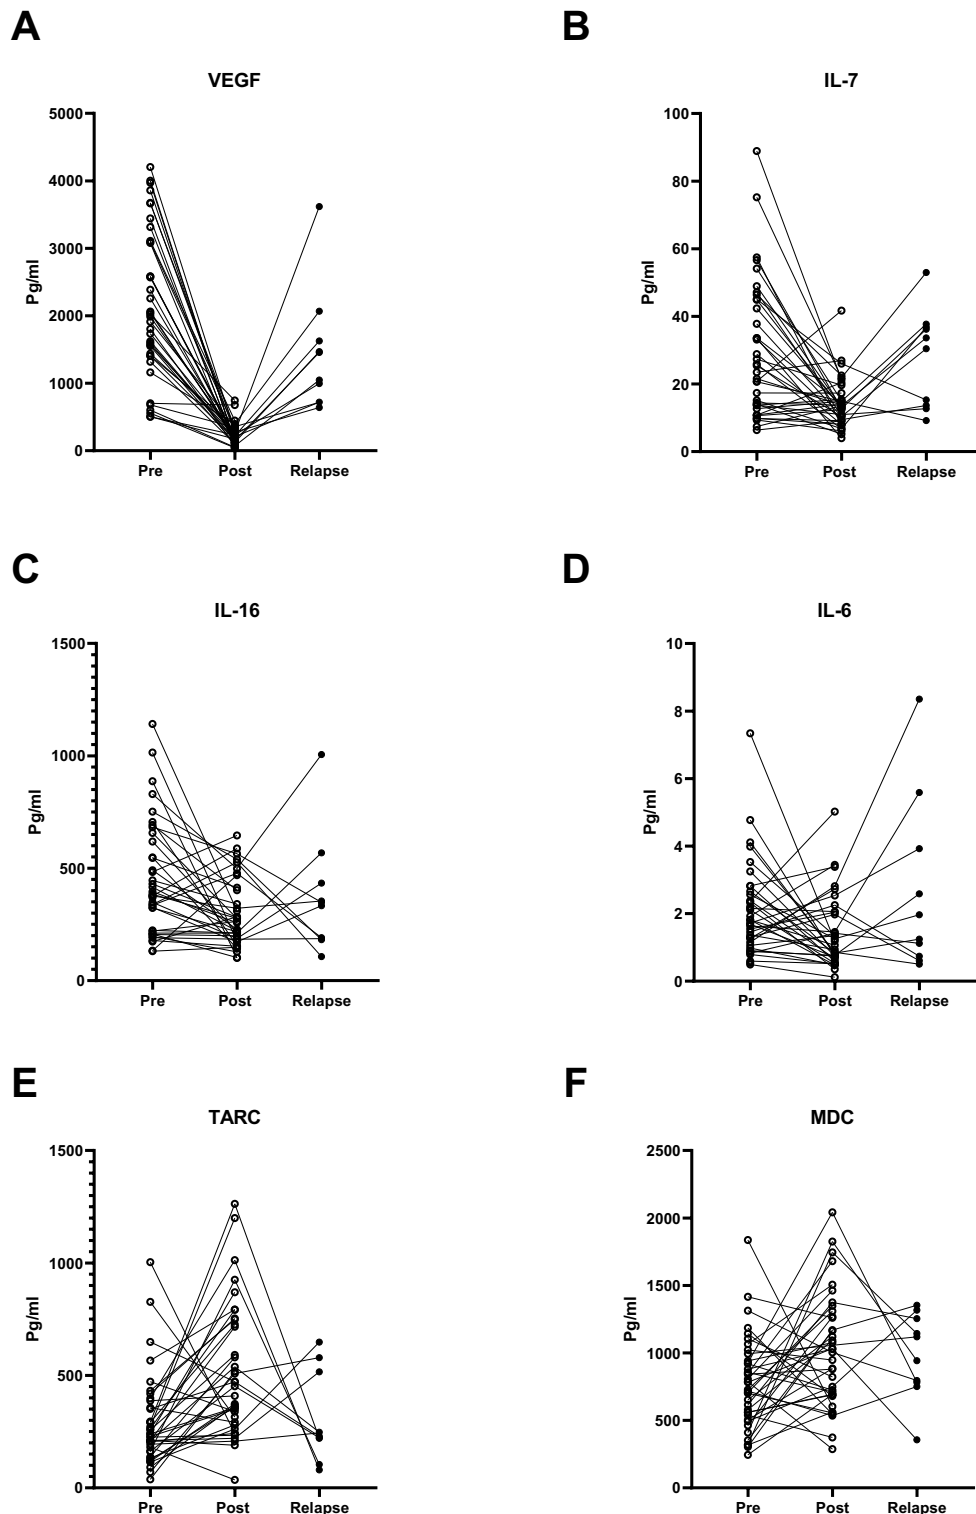 A
VEGF
5000
4000
3000
2000
1000
0
Pg/ml
Pre Post Relapse
B
IL-7
100
80
60
40
20
0
Pg/ml
Pre Post Relapse
C
IL-16
1500
1000
500
0
Pg/ml
Pre Post Relapse
D
IL-6
10
8
6
4
2
0
Pg/ml
Pre Post Relapse
E
TARC
1500
1000
500
0
Pg/ml
Pre Post Relapse
F
MDC
2500
2000
1500
1000
500
0
Pg/ml
Pre Post Relapse